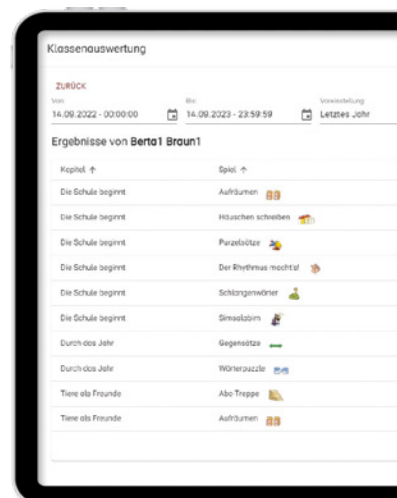 Klassenauswertung
ZURÜCK
Von Bis Voreinstellung
14.09.2022 - 00:00:00 14.09.2023 - 23:59:59 Letztes Jahr
Ergebnisse von Berta1 Braun1
Kapitel ↑ Spiel ↑
Die Schule beginnt Aufräumen
Die Schule beginnt Häuschen schreiben
Die Schule beginnt Purzelsätze
Die Schule beginnt Der Rhythmus macht's!
Die Schule beginnt Schlangenwörter
Die Schule beginnt Simsalabim
Durch das Jahr Gegensätze
Durch das Jahr Wörterpuzzle
Tiere als Freunde Abc-Treppe
Tiere als Freunde Aufräumen